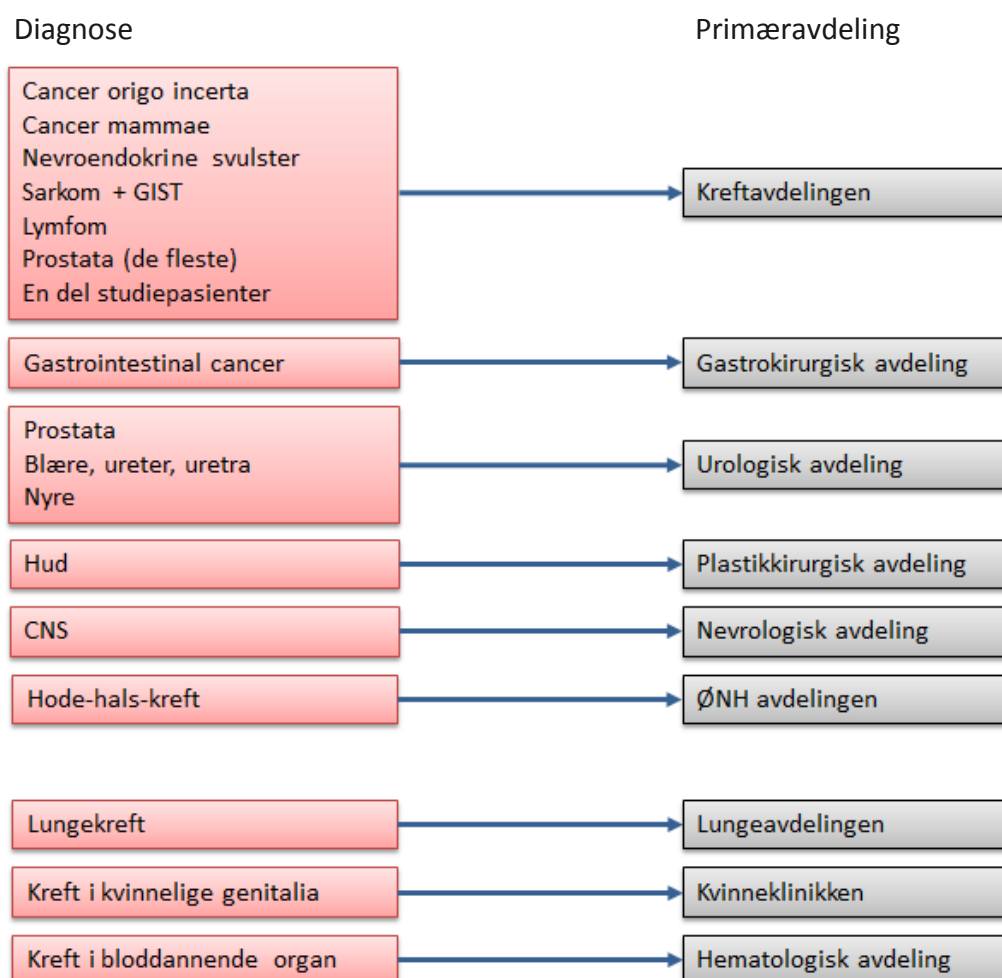 Diagnose
Primæravdeling
Cancer origo incerta
Cancer mammae
Nevroendokrine svulster
Sarkom + GIST
Lymfom
Prostata (de fleste)
En del studiepasienter
Kreftavdelingen
Gastrointestinal cancer
Gastrokirurgisk avdeling
Prostata
Blære, ureter, uretra
Nyre
Urologisk avdeling
Hud
Plastikkirurgisk avdeling
CNS
Nevrologisk avdeling
Hode-hals-kreft
ØNH avdelingen
Lungekreft
Lungeavdelingen
Kreft i kvinnelige genitalia
Kvinneklinikken
Kreft i bloddannende organ
Hematologisk avdeling